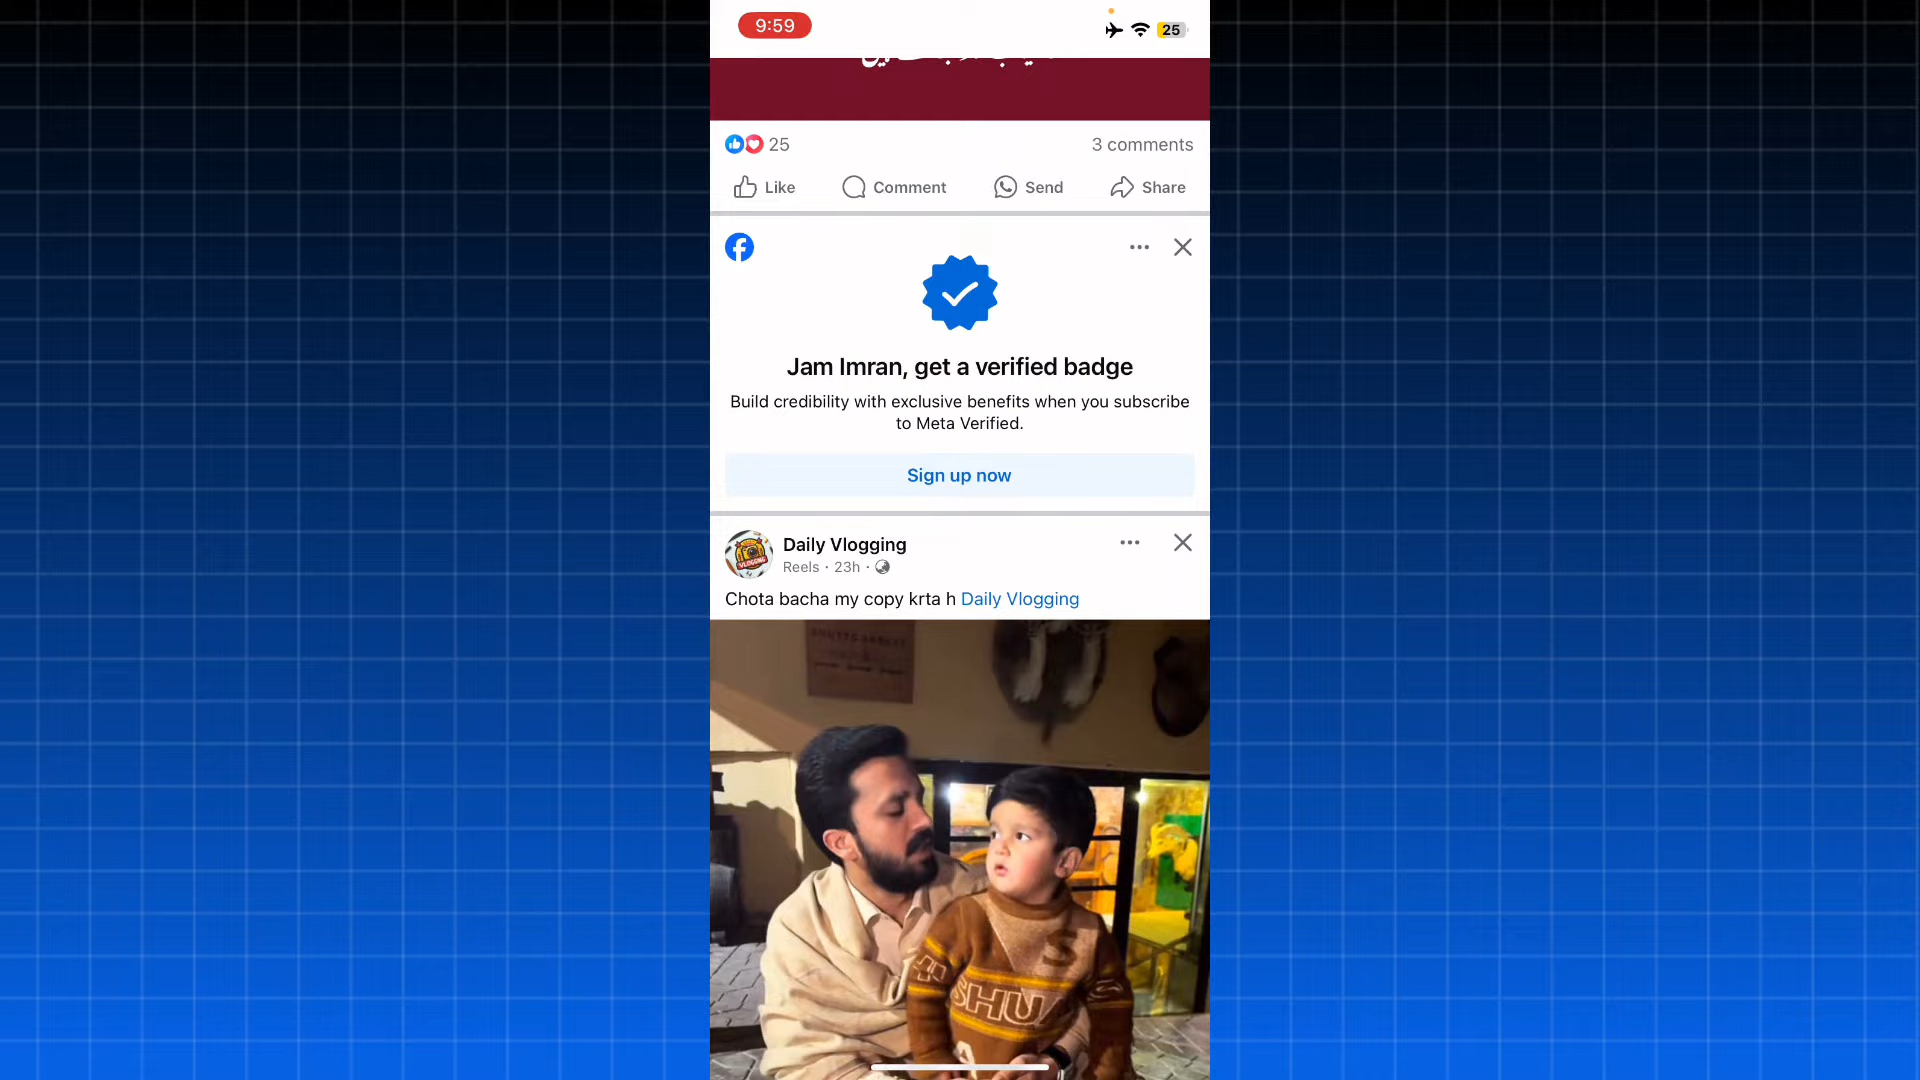 9:59
25
25
3 comments
Like
Comment
Send
Share
Jam Imran, get a verified badge
Build credibility with exclusive benefits when you subscribe
to Meta Verified.
Sign up now
VLOGGING
Daily Vlogging
Reels · 23h ·
Chota bacha my copy krta h Daily Vlogging
SHU